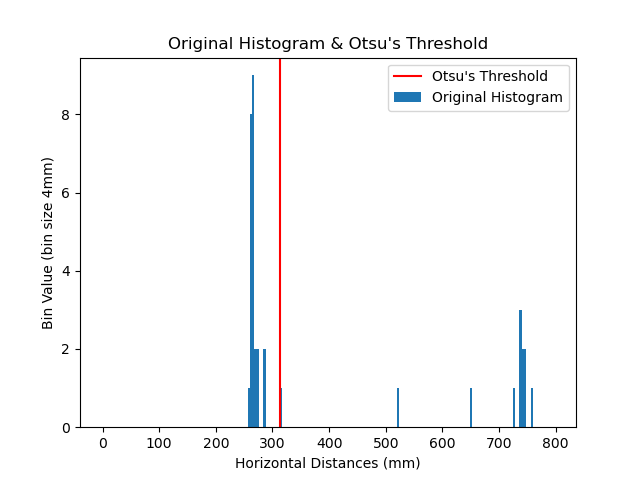 Original Histogram & Otsu's Threshold
Otsu's Threshold
Original Histogram
Bin Value (bin size 4mm)
8
6
4
2
0
0 100 200 300 400 500 600 700 800
Horizontal Distances (mm)